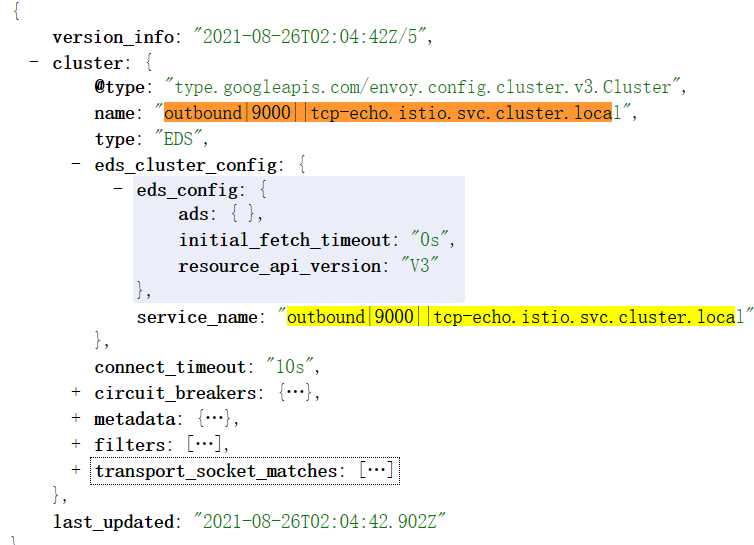 {
version_info: "2021-08-26T02:04:42Z/5",
- cluster: {
@type: "type.googleapis.com/envoy.config.cluster.v3.Cluster",
name: "outbound|9000||tcp-echo.istio.svc.cluster.local",
type: "EDS",
- eds_cluster_config: {
- eds_config: {
ads: { },
initial_fetch_timeout: "0s",
resource_api_version: "V3"
},
service_name: "outbound|9000||tcp-echo.istio.svc.cluster.local"
},
connect_timeout: "10s",
+ circuit_breakers: {…},
+ metadata: {…},
+ filters: […],
+ transport_socket_matches: […]
},
last_updated: "2021-08-26T02:04:42.902Z"
}